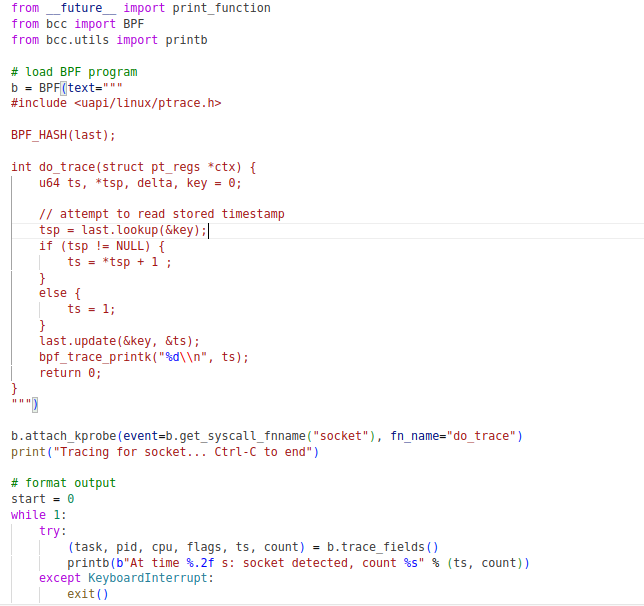 from __future__ import print_function
from bcc import BPF
from bcc.utils import printb

# load BPF program
b = BPF(text="""
#include <uapi/linux/ptrace.h>

BPF_HASH(last);

int do_trace(struct pt_regs *ctx) {
    u64 ts, *tsp, delta, key = 0;

    // attempt to read stored timestamp
    tsp = last.lookup(&key);
    if (tsp != NULL) {
        ts = *tsp + 1 ;
    }
    else {
        ts = 1;
    }
    last.update(&key, &ts);
    bpf_trace_printk("%d\\n", ts);
    return 0;
}
""")

b.attach_kprobe(event=b.get_syscall_fnname("socket"), fn_name="do_trace")
print("Tracing for socket... Ctrl-C to end")

# format output
start = 0
while 1:
    try:
        (task, pid, cpu, flags, ts, count) = b.trace_fields()
        printb(b"At time %.2f s: socket detected, count %s" % (ts, count))
    except KeyboardInterrupt:
        exit()